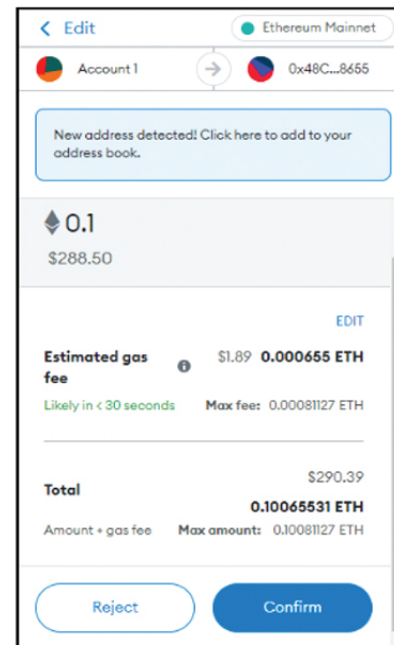 Edit
Ethereum Mainnet
Account 1
0x48C...8655
New address detected! Click here to add to your
address book.
0.1
$288.50
EDIT
Estimated gas
fee
$1.89 0.000655 ETH
Likely in < 30 seconds
Max fee: 0.00081127 ETH
$290.39
Total
0.10065531 ETH
Amount + gas fee
Max amount: 0.10081127 ETH
Reject
Confirm